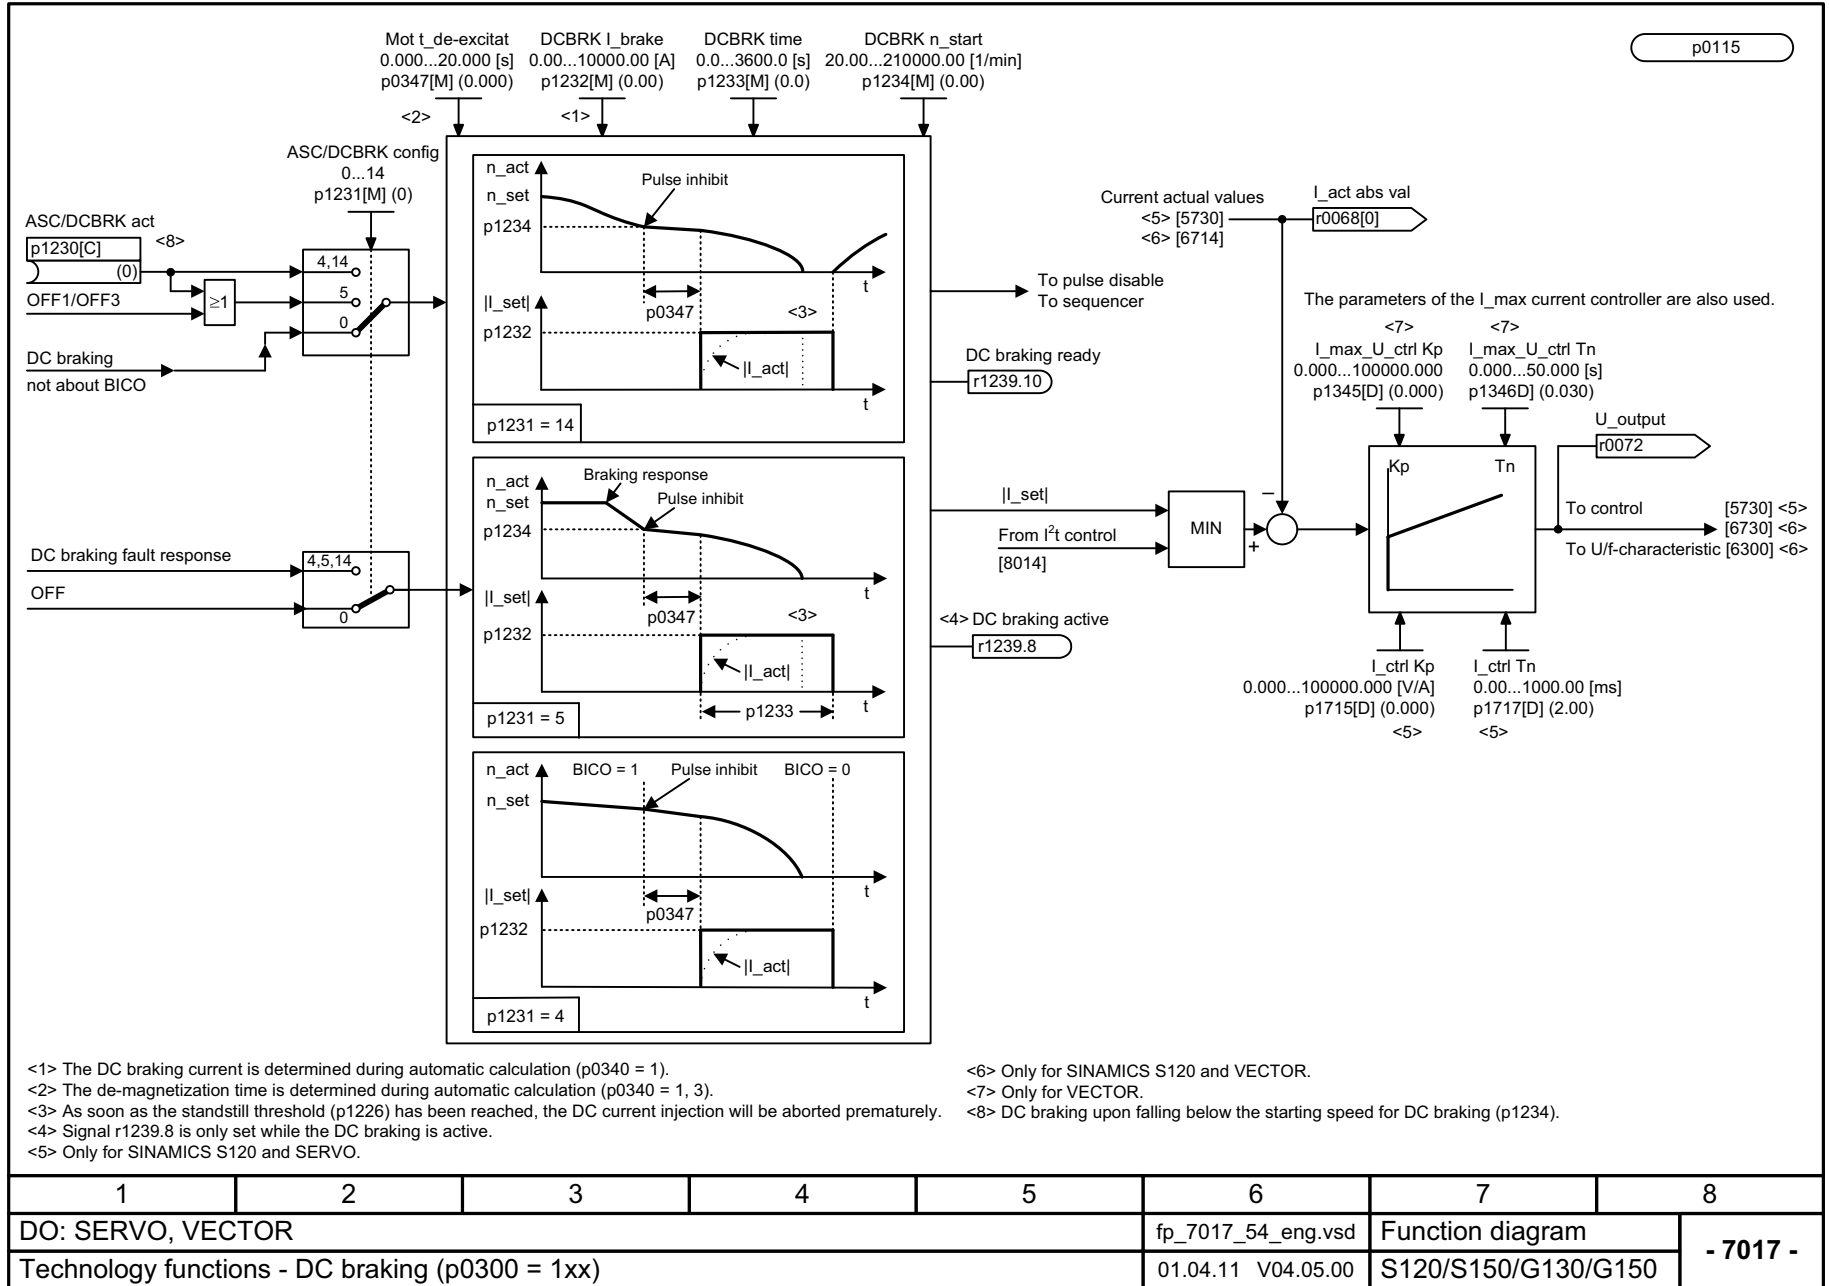 Mot t_de-excitat
0.000...20.000 [s]
p0347[M] (0.000)
<2>
DCBRK I_brake
0.00...10000.00 [A]
p1232[M] (0.00)
<1>
DCBRK time
0.0...3600.0 [s]
p1233[M] (0.0)
DCBRK n_start
20.00...210000.00 [1/min]
p1234[M] (0.00)
p0115
ASC/DCBRK config
0...14
p1231[M] (0)
ASC/DCBRK act
p1230[C]
(0)
<8>
OFF1/OFF3
≥1
4,14
5
0
DC braking
not about BICO
DC braking fault response
OFF
4,5,14
0
n_act
n_set
p1234
Pulse inhibit
t
p0347
|I_set|
p1232
<3>
|I_act|
t
p1231 = 14
n_act
n_set
p1234
Braking response
Pulse inhibit
t
p0347
|I_set|
p1232
<3>
|I_act|
p1233
t
p1231 = 5
n_act
n_set
BICO = 1
Pulse inhibit
BICO = 0
t
p0347
|I_set|
p1232
|I_act|
t
p1231 = 4
To pulse disable
To sequencer
DC braking ready
r1239.10
<4> DC braking active
r1239.8
Current actual values
<5> [5730]
<6> [6714]
I_act abs val
r0068[0]
|I_set|
From I²t control
[8014]
MIN
+
–
The parameters of the I_max current controller are also used.
<7>
I_max_U_ctrl Kp
0.000...100000.000
p1345[D] (0.000)
<7>
I_max_U_ctrl Tn
0.000...50.000 [s]
p1346D] (0.030)
Kp
Tn
I_ctrl Kp
0.000...100000.000 [V/A]
p1715[D] (0.000)
<5>
I_ctrl Tn
0.00...1000.00 [ms]
p1717[D] (2.00)
<5>
U_output
r0072
To control [5730] <5>
[6730] <6>
To U/f-characteristic [6300] <6>
<1> The DC braking current is determined during automatic calculation (p0340 = 1).
<2> The de-magnetization time is determined during automatic calculation (p0340 = 1, 3).
<3> As soon as the standstill threshold (p1226) has been reached, the DC current injection will be aborted prematurely.
<4> Signal r1239.8 is only set while the DC braking is active.
<5> Only for SINAMICS S120 and SERVO.
<6> Only for SINAMICS S120 and VECTOR.
<7> Only for VECTOR.
<8> DC braking upon falling below the starting speed for DC braking (p1234).
1 2 3 4 5 6 7 8
DO: SERVO, VECTOR
fp_7017_54_eng.vsd
Function diagram
- 7017 -
Technology functions - DC braking (p0300 = 1xx)
01.04.11 V04.05.00
S120/S150/G130/G150